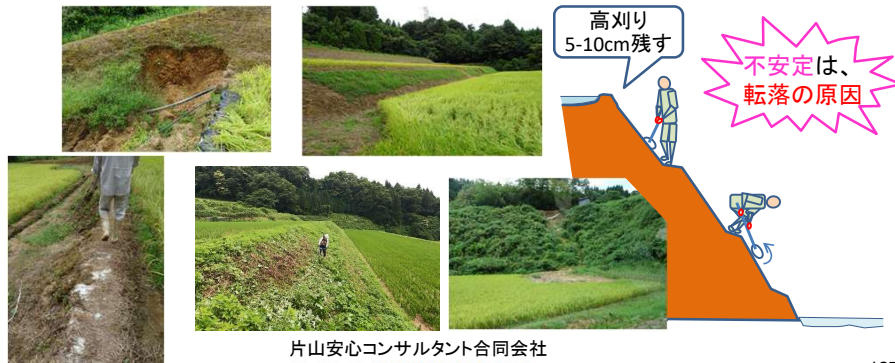 高刈り
5-10cm残す
不安定は、
転落の原因
片山安心コンサルタント合同会社